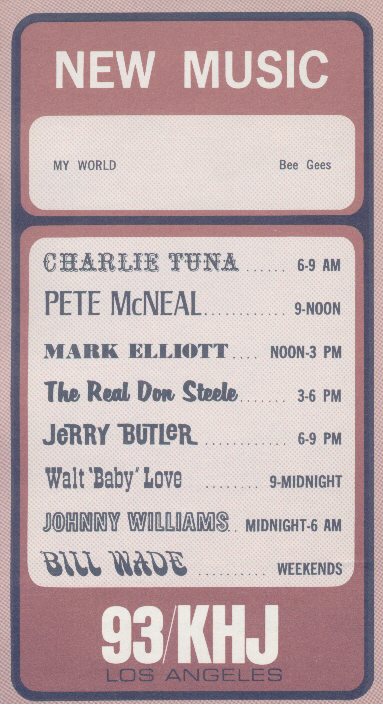 NEW MUSIC
MY WORLD Bee Gees
CHARLIE TUNA ...... 6-9 AM
PETE McNEAL ............ 9-NOON
MARK ELLIOTT .... NOON-3 PM
The Real Don Steele ....... 3-6 PM
JERRY BUTLER ............ 6-9 PM
Walt "Baby" Love ........ 9-MIDNIGHT
JOHNNY WILLIAMS .. MIDNIGHT-6 AM
BILL WADE .......... WEEKENDS
93/KHJ
LOS ANGELES